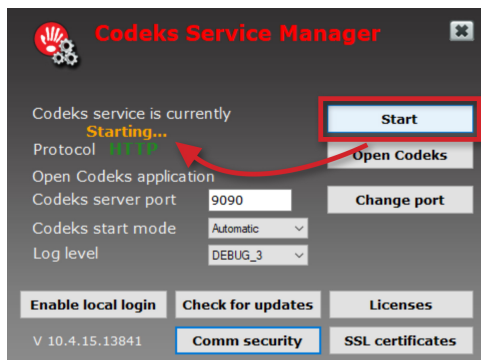 Codeks Service Manager
Codeks service is currently
Starting...
Start
Protocol HTTP
Open Codeks
Open Codeks application
Codeks server port 9090
Change port
Codeks start mode Automatic
Log level DEBUG_3
Enable local login Check for updates Licenses
V 10.4.15.13841 Comm security SSL certificates